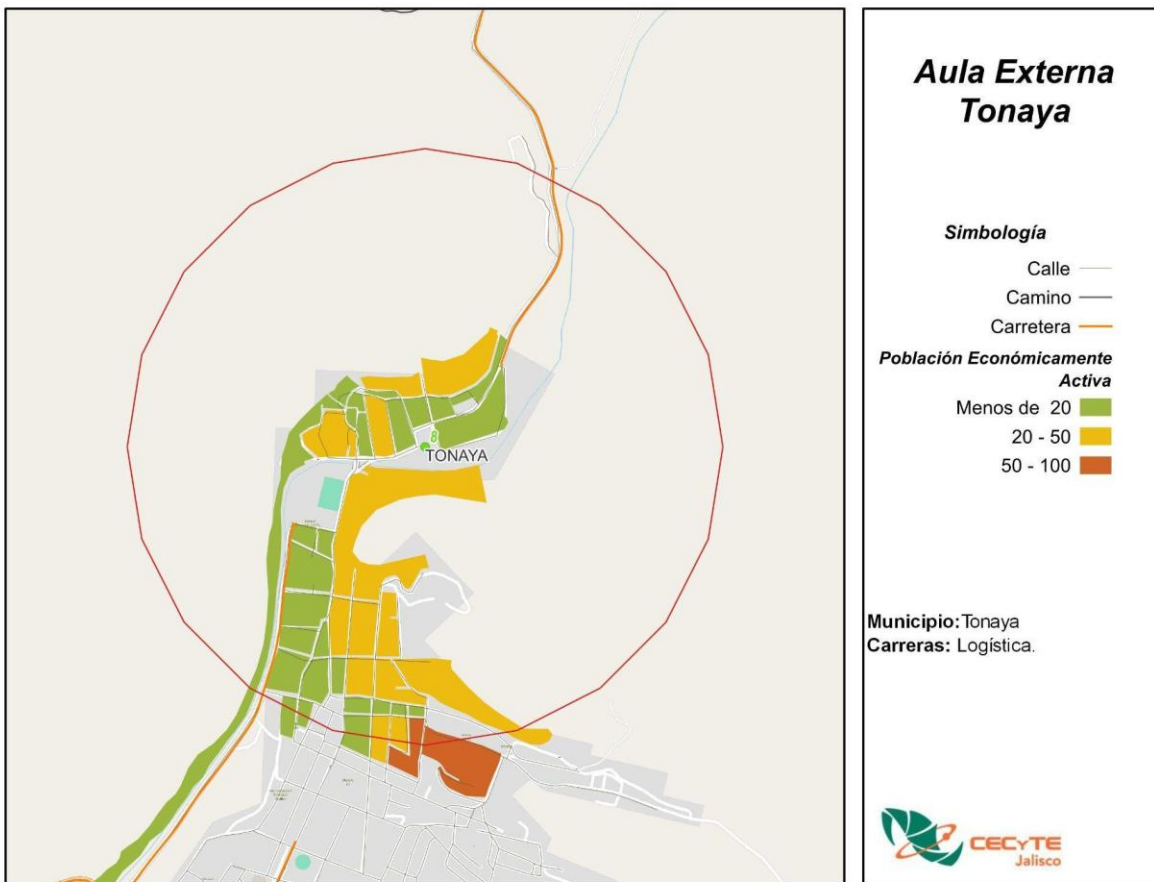 TONAYA
Aula Externa
Tonaya
Simbología
Calle
Camino
Carretera
Población Económicamente
Activa
Menos de 20
20 - 50
50 - 100
Municipio:Tonaya
Carreras: Logística.
CECyTE
Jalisco